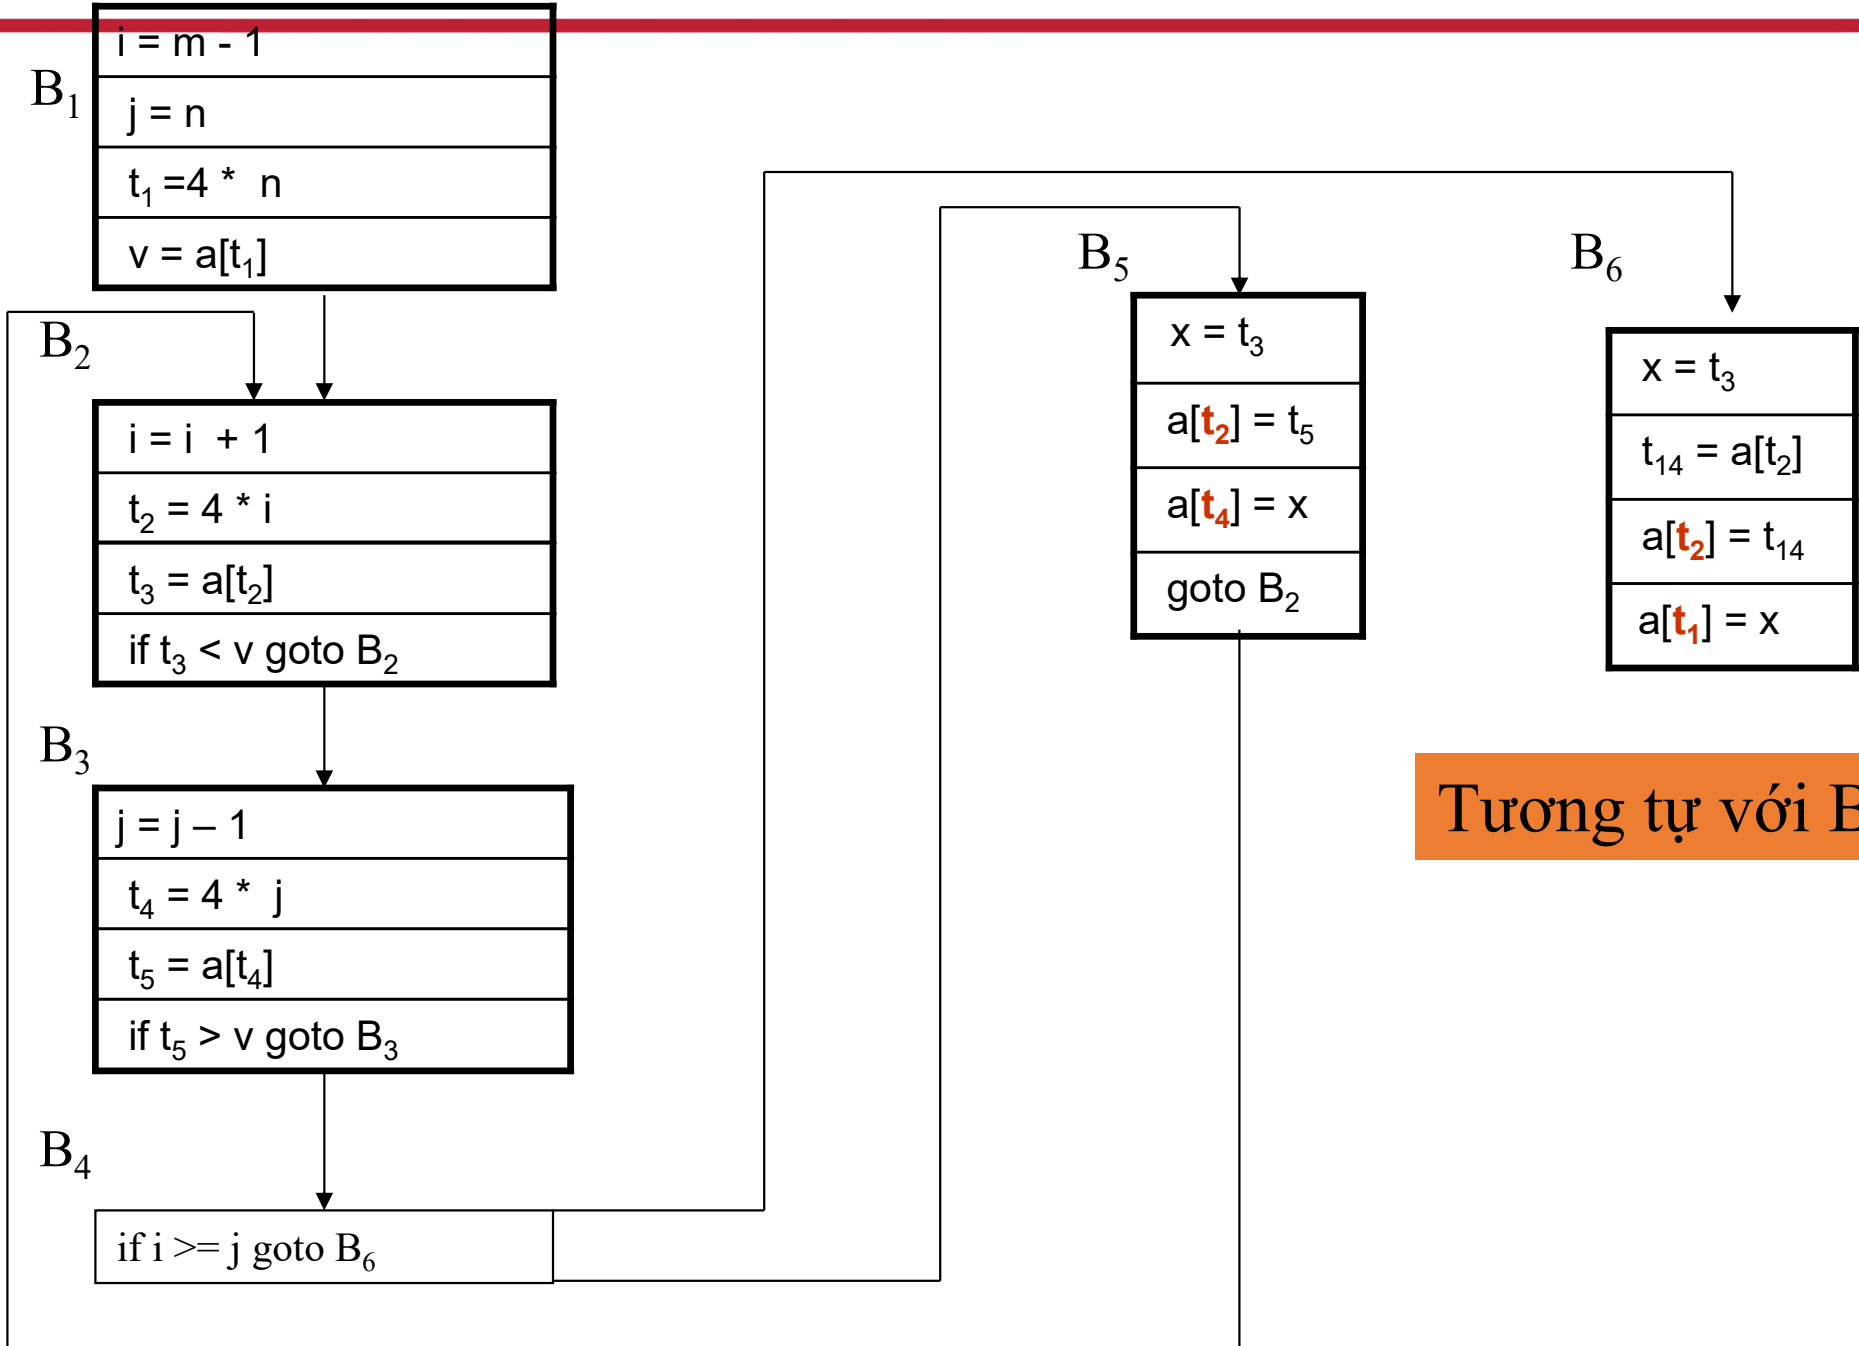 B₁
i = m - 1
j = n
t₁ =4 * n
v = a[t₁]
B₂
i = i + 1
t₂ = 4 * i
t₃ = a[t₂]
if t₃ < v goto B₂
B₃
j = j – 1
t₄ = 4 * j
t₅ = a[t₄]
if t₅ > v goto B₃
B₄
if i >= j goto B₆
B₅
x = t₃
a[t₂] = t₅
a[t₄] = x
goto B₂
B₆
x = t₃
t₁₄ = a[t₂]
a[t₂] = t₁₄
a[t₁] = x
Tương tự với